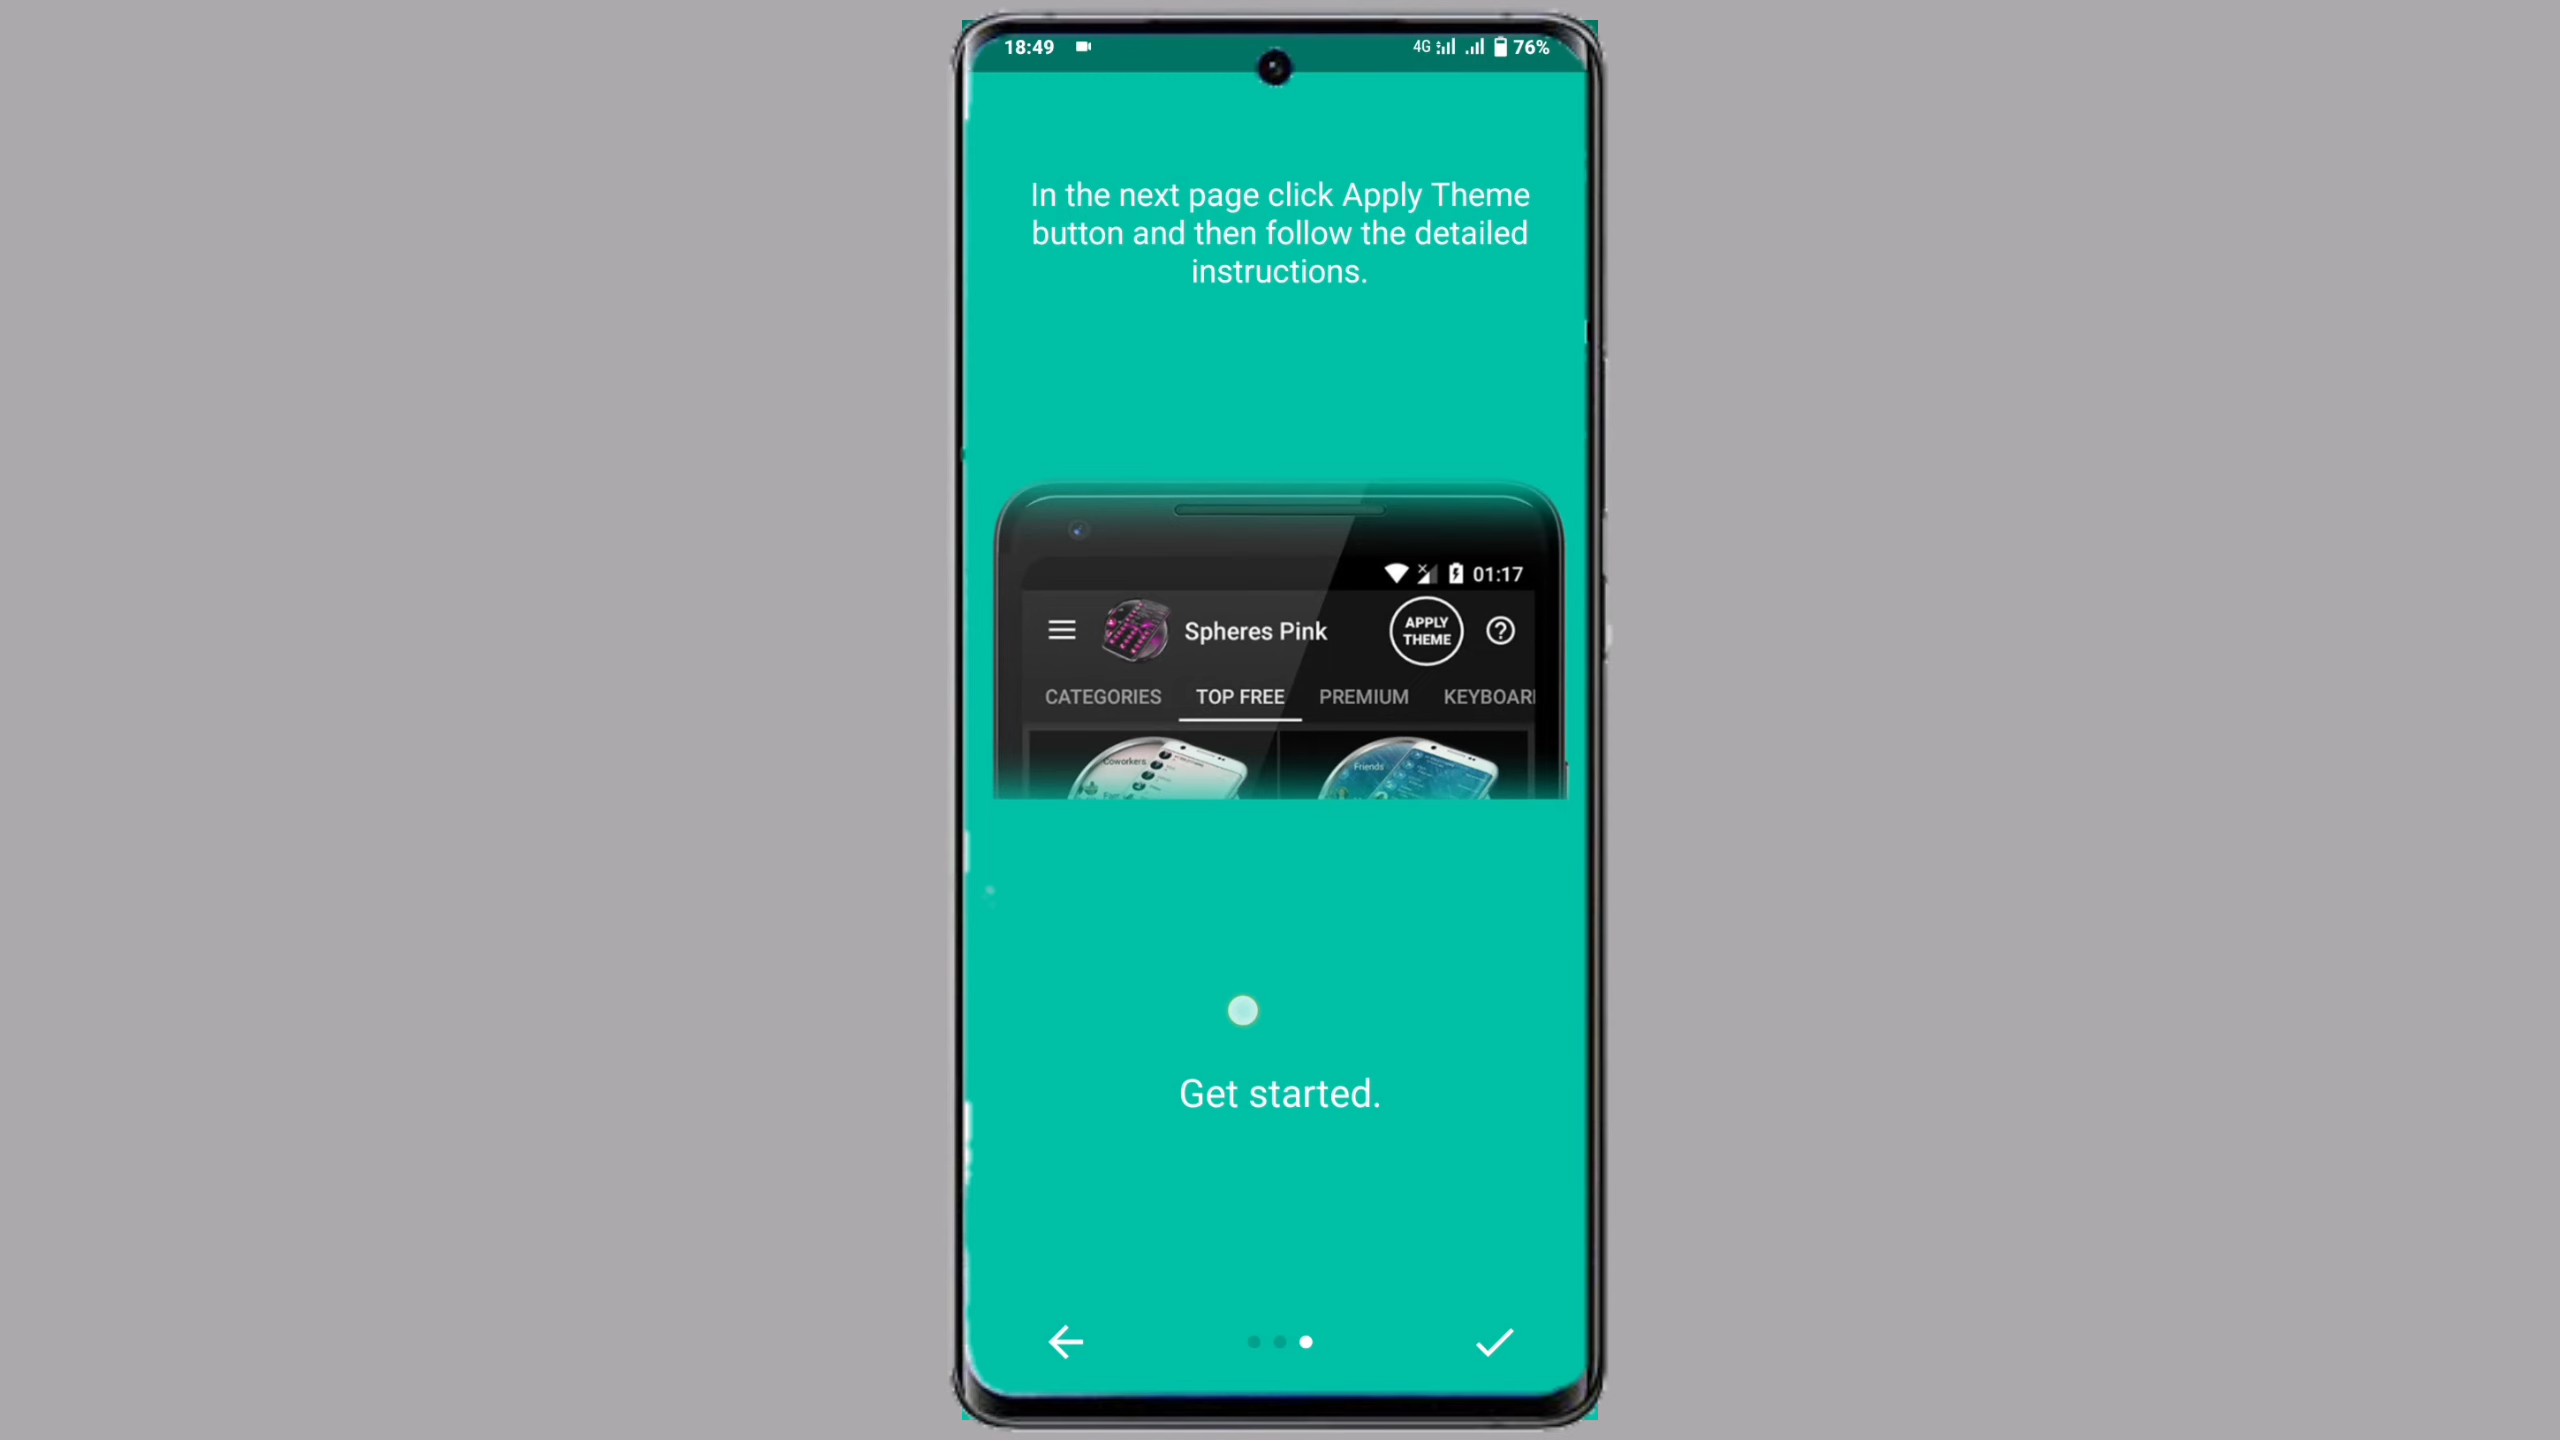 18:49
4G 76%
In the next page click Apply Theme
button and then follow the detailed
instructions.
01:17
Spheres Pink
APPLY
THEME
CATEGORIES TOP FREE PREMIUM KEYBOAR
Coworkers
Friends
Get started.